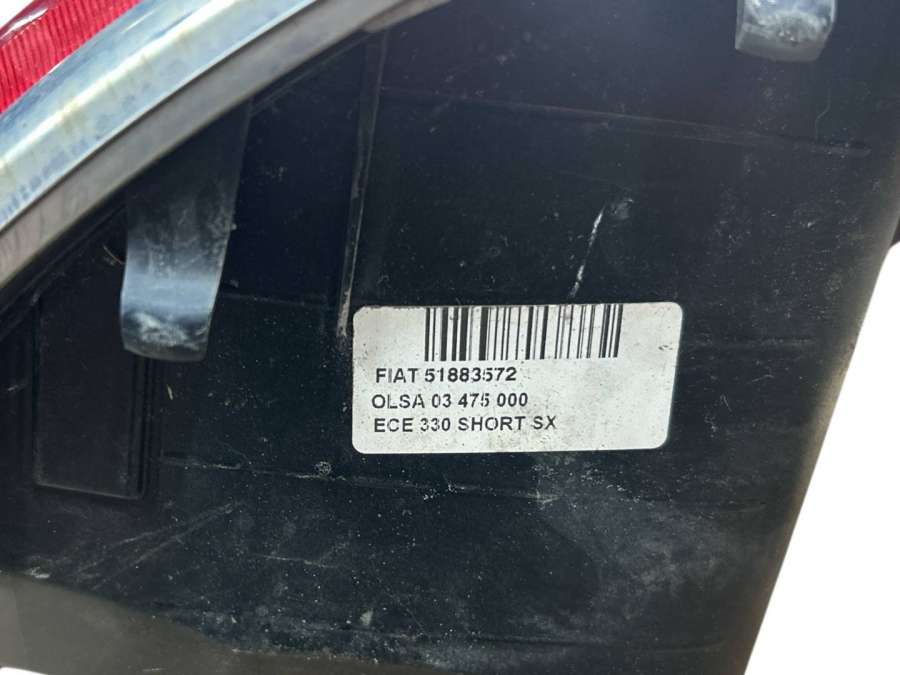 FIAT 51883572
OLSA 03 475 000
ECE 330 SHORT SX